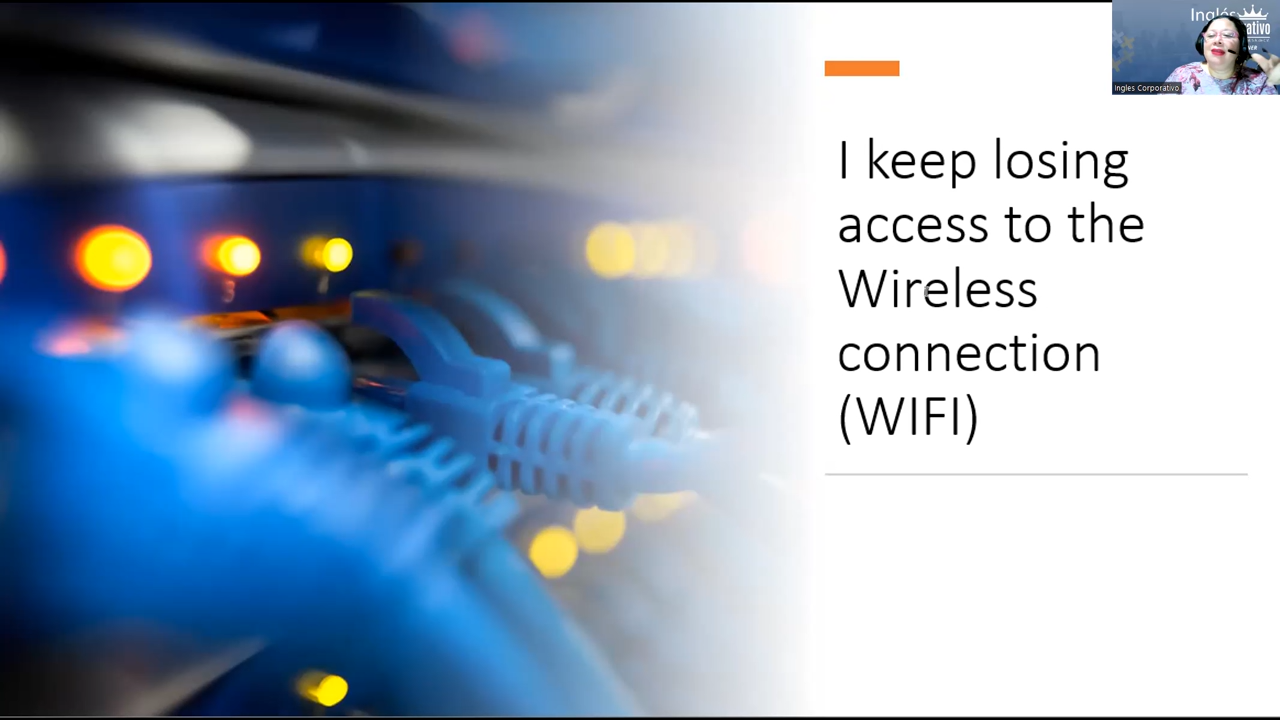 Inglés
I keep losing
access to the
Wireless
connection
(WIFI)
Ingles Corporativo